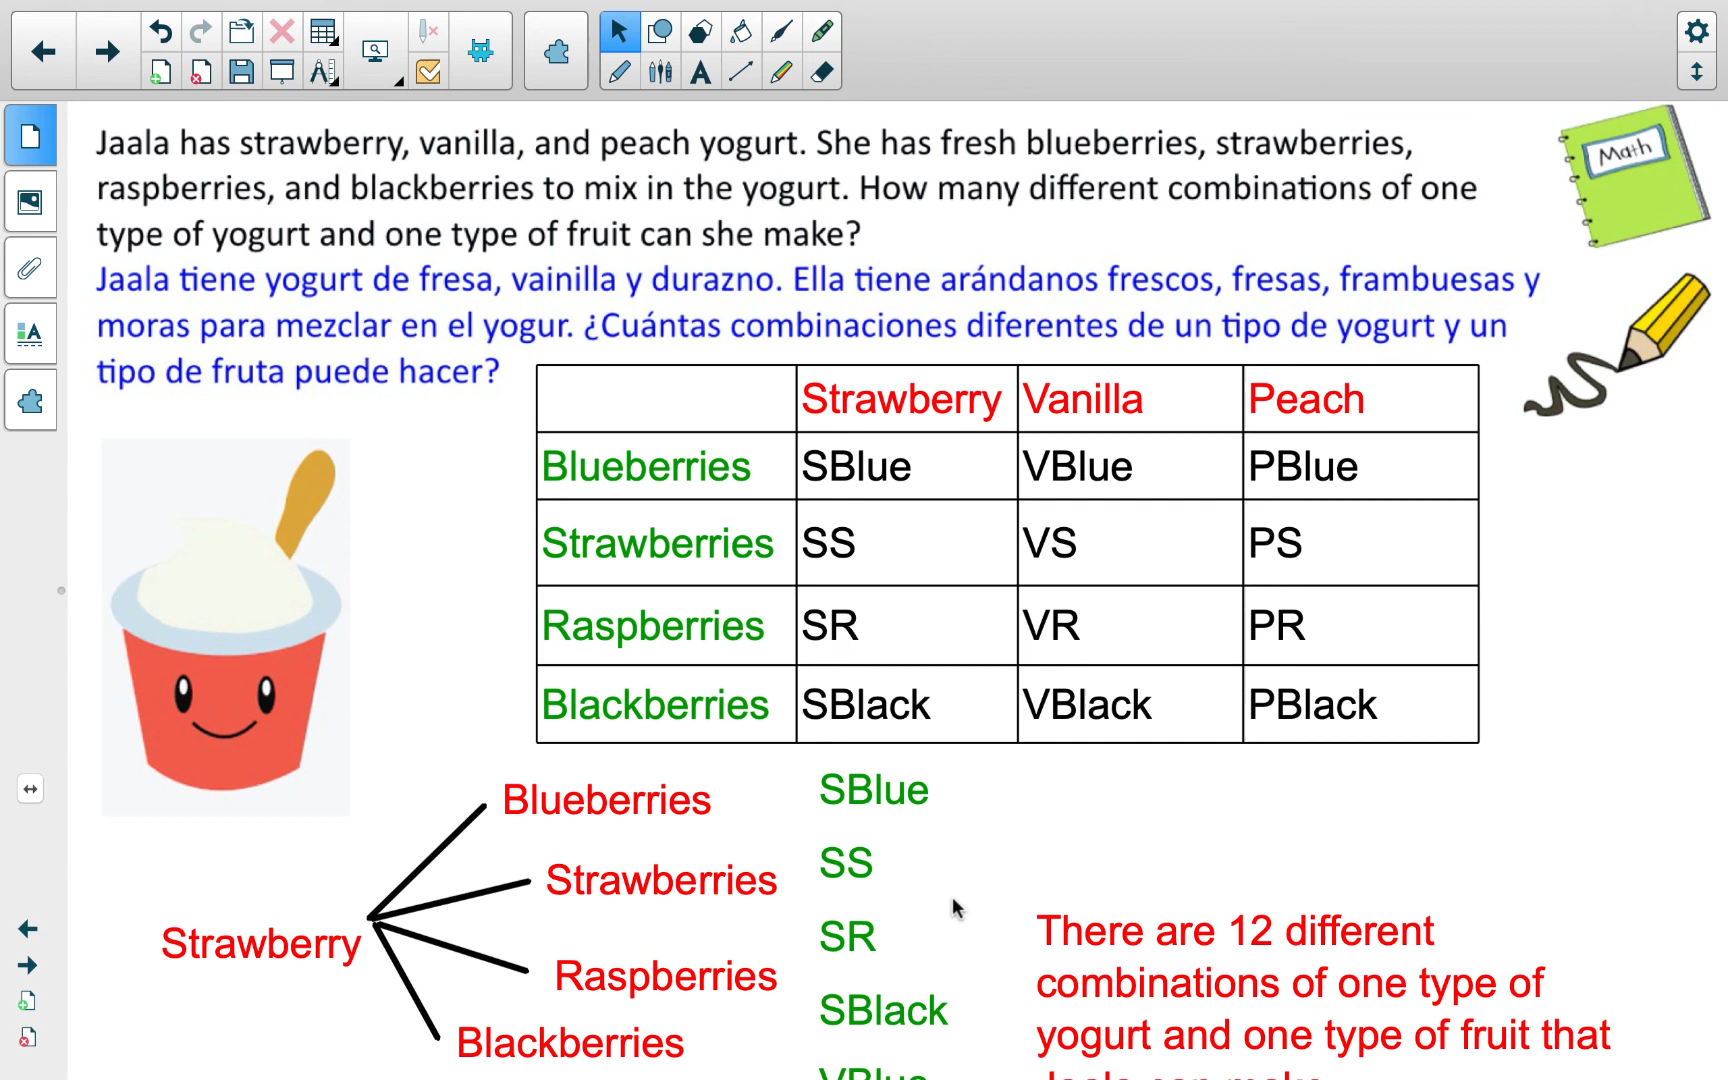 Jaala has strawberry, vanilla, and peach yogurt. She has fresh blueberries, strawberries,
raspberries, and blackberries to mix in the yogurt. How many different combinations of one
type of yogurt and one type of fruit can she make?
Jaala tiene yogurt de fresa, vainilla y durazno. Ella tiene arándanos frescos, fresas, frambuesas y
moras para mezclar en el yogur. ¿Cuántas combinaciones diferentes de un tipo de yogurt y un
tipo de fruta puede hacer?
Math
Strawberry Vanilla Peach
Blueberries SBlue VBlue PBlue
Strawberries SS VS PS
Raspberries SR VR PR
Blackberries SBlack VBlack PBlack
Strawberry
Blueberries
Strawberries
Raspberries
Blackberries
SBlue
SS
SR
SBlack
VBlue
There are 12 different
combinations of one type of
yogurt and one type of fruit that
Jaala can make